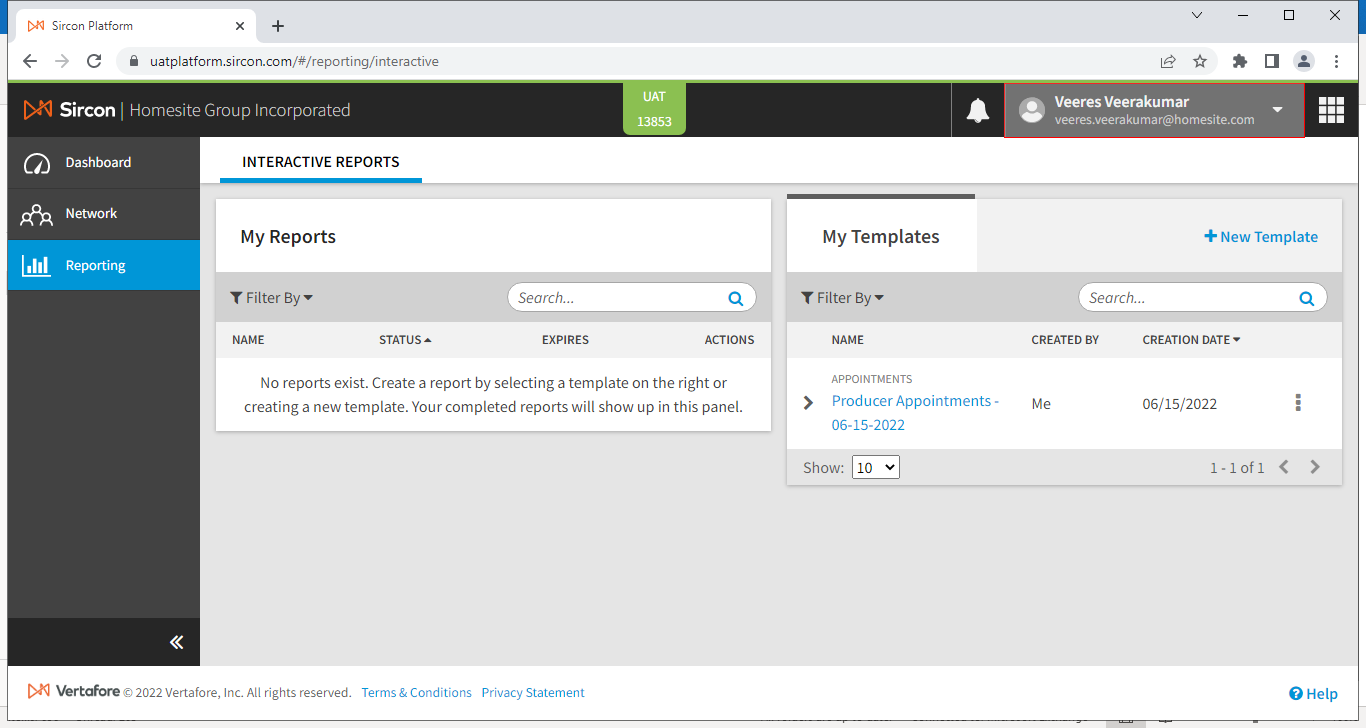 Sircon Platform
uatplatform.sircon.com/#/reporting/interactive
Sircon | Homesite Group Incorporated
UAT
13853
Veeres Veerakumar
veeres.veerakumar@homesite.com
Dashboard
Network
Reporting
INTERACTIVE REPORTS
My Reports
Filter By
Search...
NAME STATUS EXPIRES ACTIONS
No reports exist. Create a report by selecting a template on the right or
creating a new template. Your completed reports will show up in this panel.
My Templates
New Template
Filter By
Search...
NAME CREATED BY CREATION DATE
APPOINTMENTS
Producer Appointments -
06-15-2022
Me
06/15/2022
Show: 10
1 - 1 of 1
Vertafore © 2022 Vertafore, Inc. All rights reserved. Terms & Conditions Privacy Statement
Help